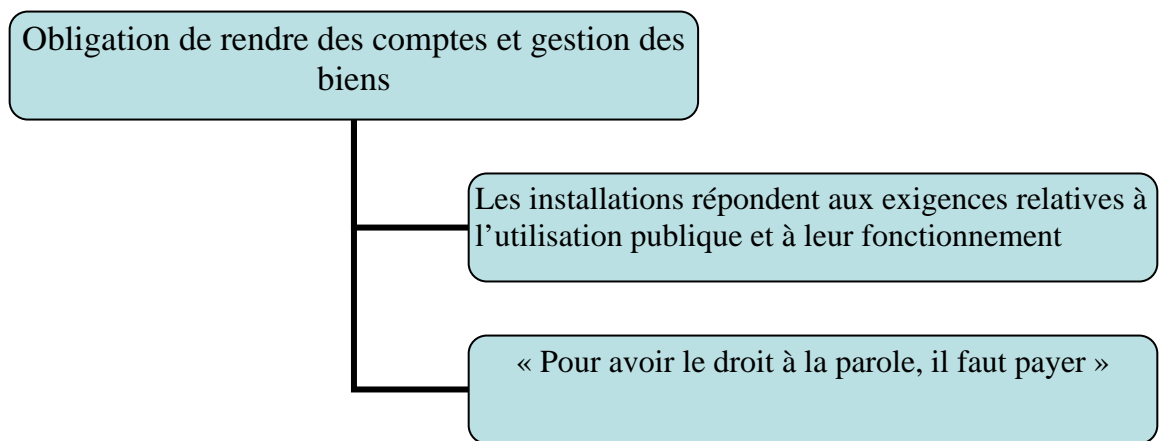 Obligation de rendre des comptes et gestion des
biens
Les installations répondent aux exigences relatives à
l’utilisation publique et à leur fonctionnement
« Pour avoir le droit à la parole, il faut payer »